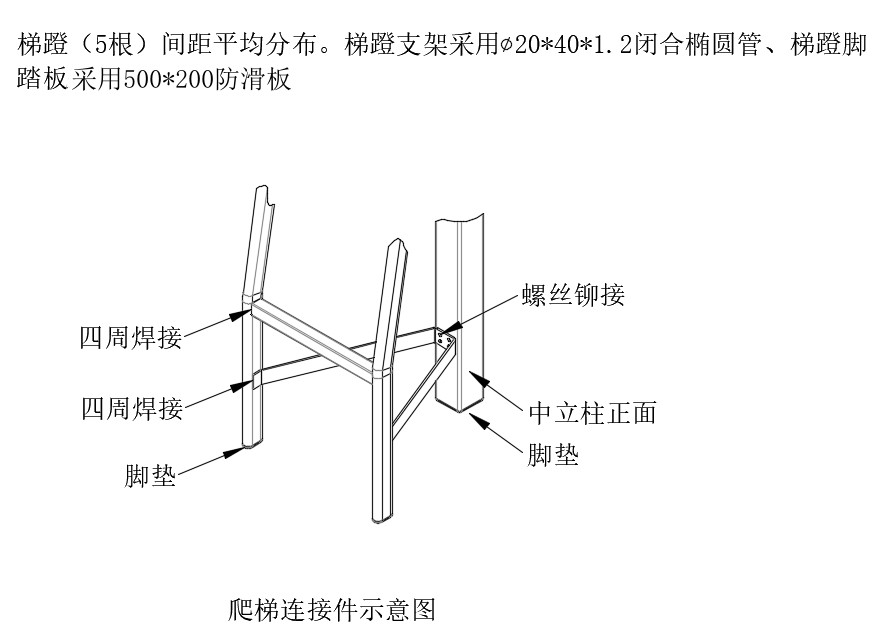 梯蹬（5根）间距平均分布。梯蹬支架采用⌀20*40*1.2闭合椭圆管、梯蹬脚
踏板采用500*200防滑板
螺丝铆接
四周焊接
四周焊接
中立柱正面
脚垫
脚垫
爬梯连接件示意图